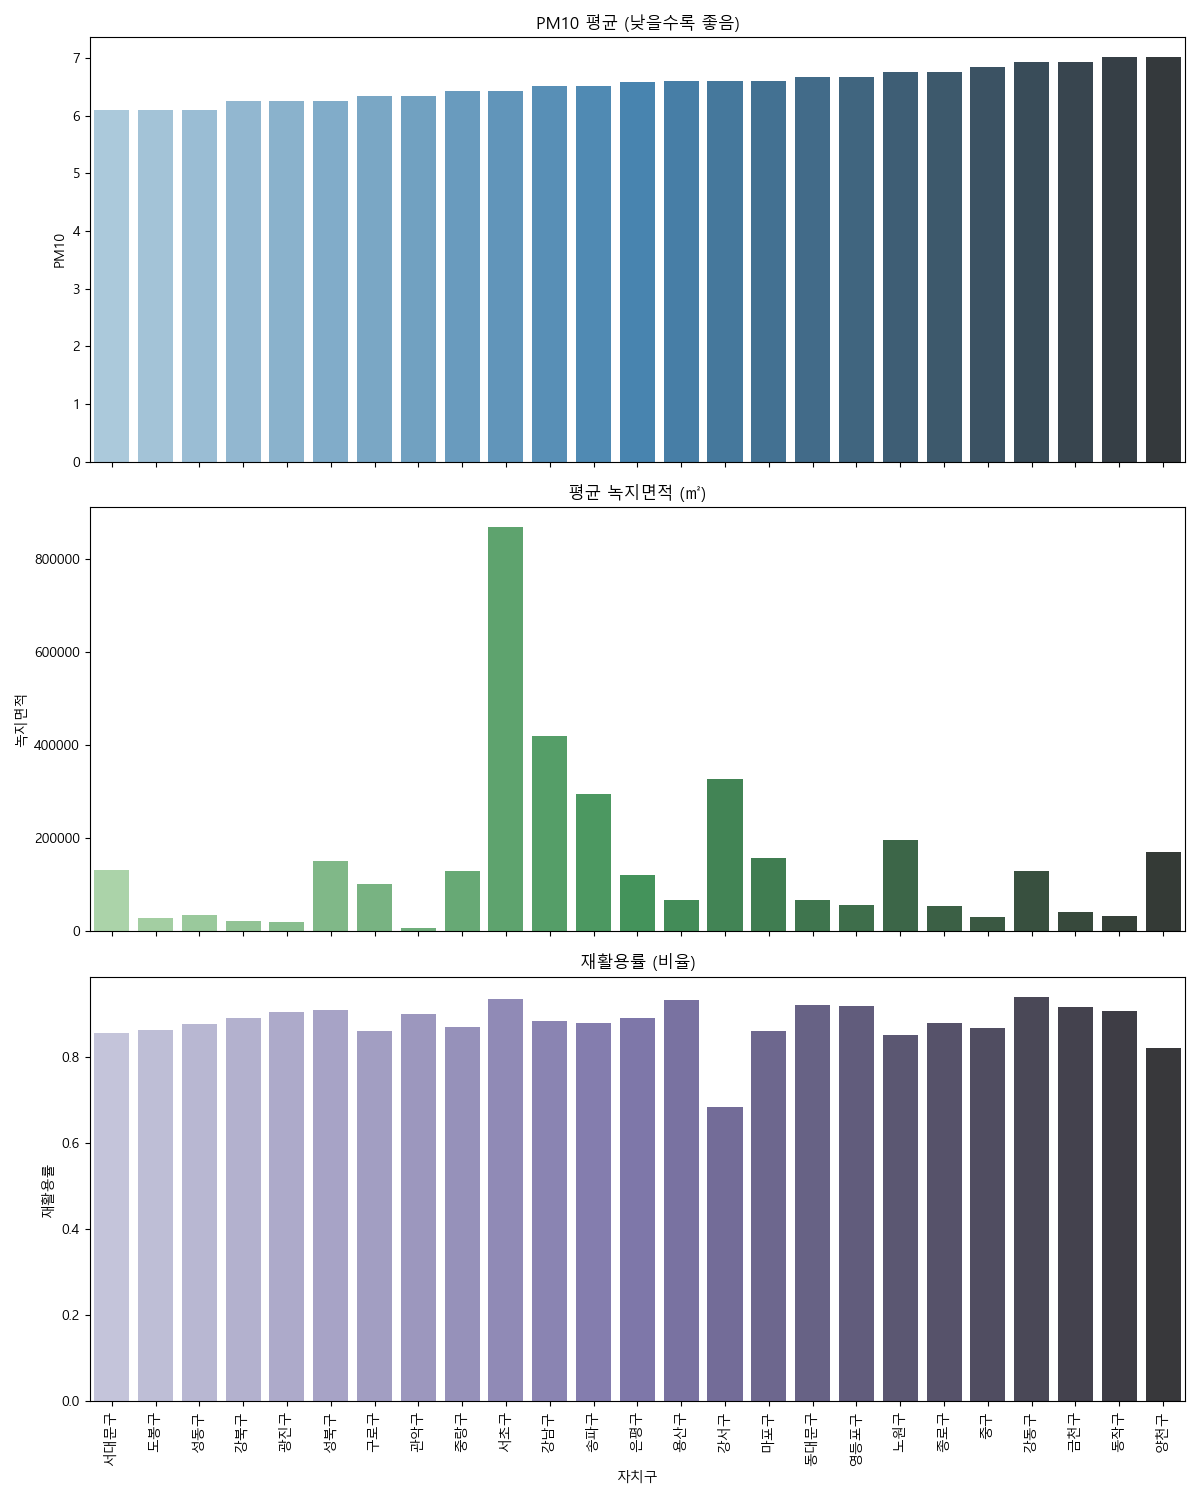 PM10 평균 (낮을수록 좋음)
7
6
5
4
3
2
1
0
PM10
평균 녹지면적 (㎡)
800000
600000
400000
200000
0
녹지면적
재활용률 (비율)
0.8
0.6
0.4
0.2
0.0
재활용률
서대문구
도봉구
성동구
강북구
광진구
성북구
구로구
관악구
중랑구
서초구
강남구
송파구
은평구
용산구
강서구
마포구
동대문구
영등포구
노원구
종로구
중구
강동구
금천구
동작구
양천구
자치구